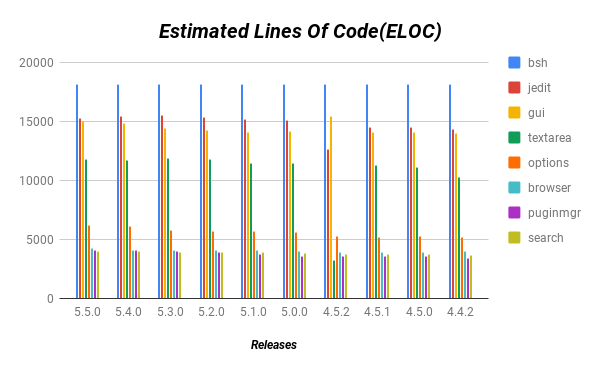 Estimated Lines Of Code(ELOC)
20000
15000
10000
5000
0
5.5.0 5.4.0 5.3.0 5.2.0 5.1.0 5.0.0 4.5.2 4.5.1 4.5.0 4.4.2
Releases
bsh
jedit
gui
textarea
options
browser
puginmgr
search